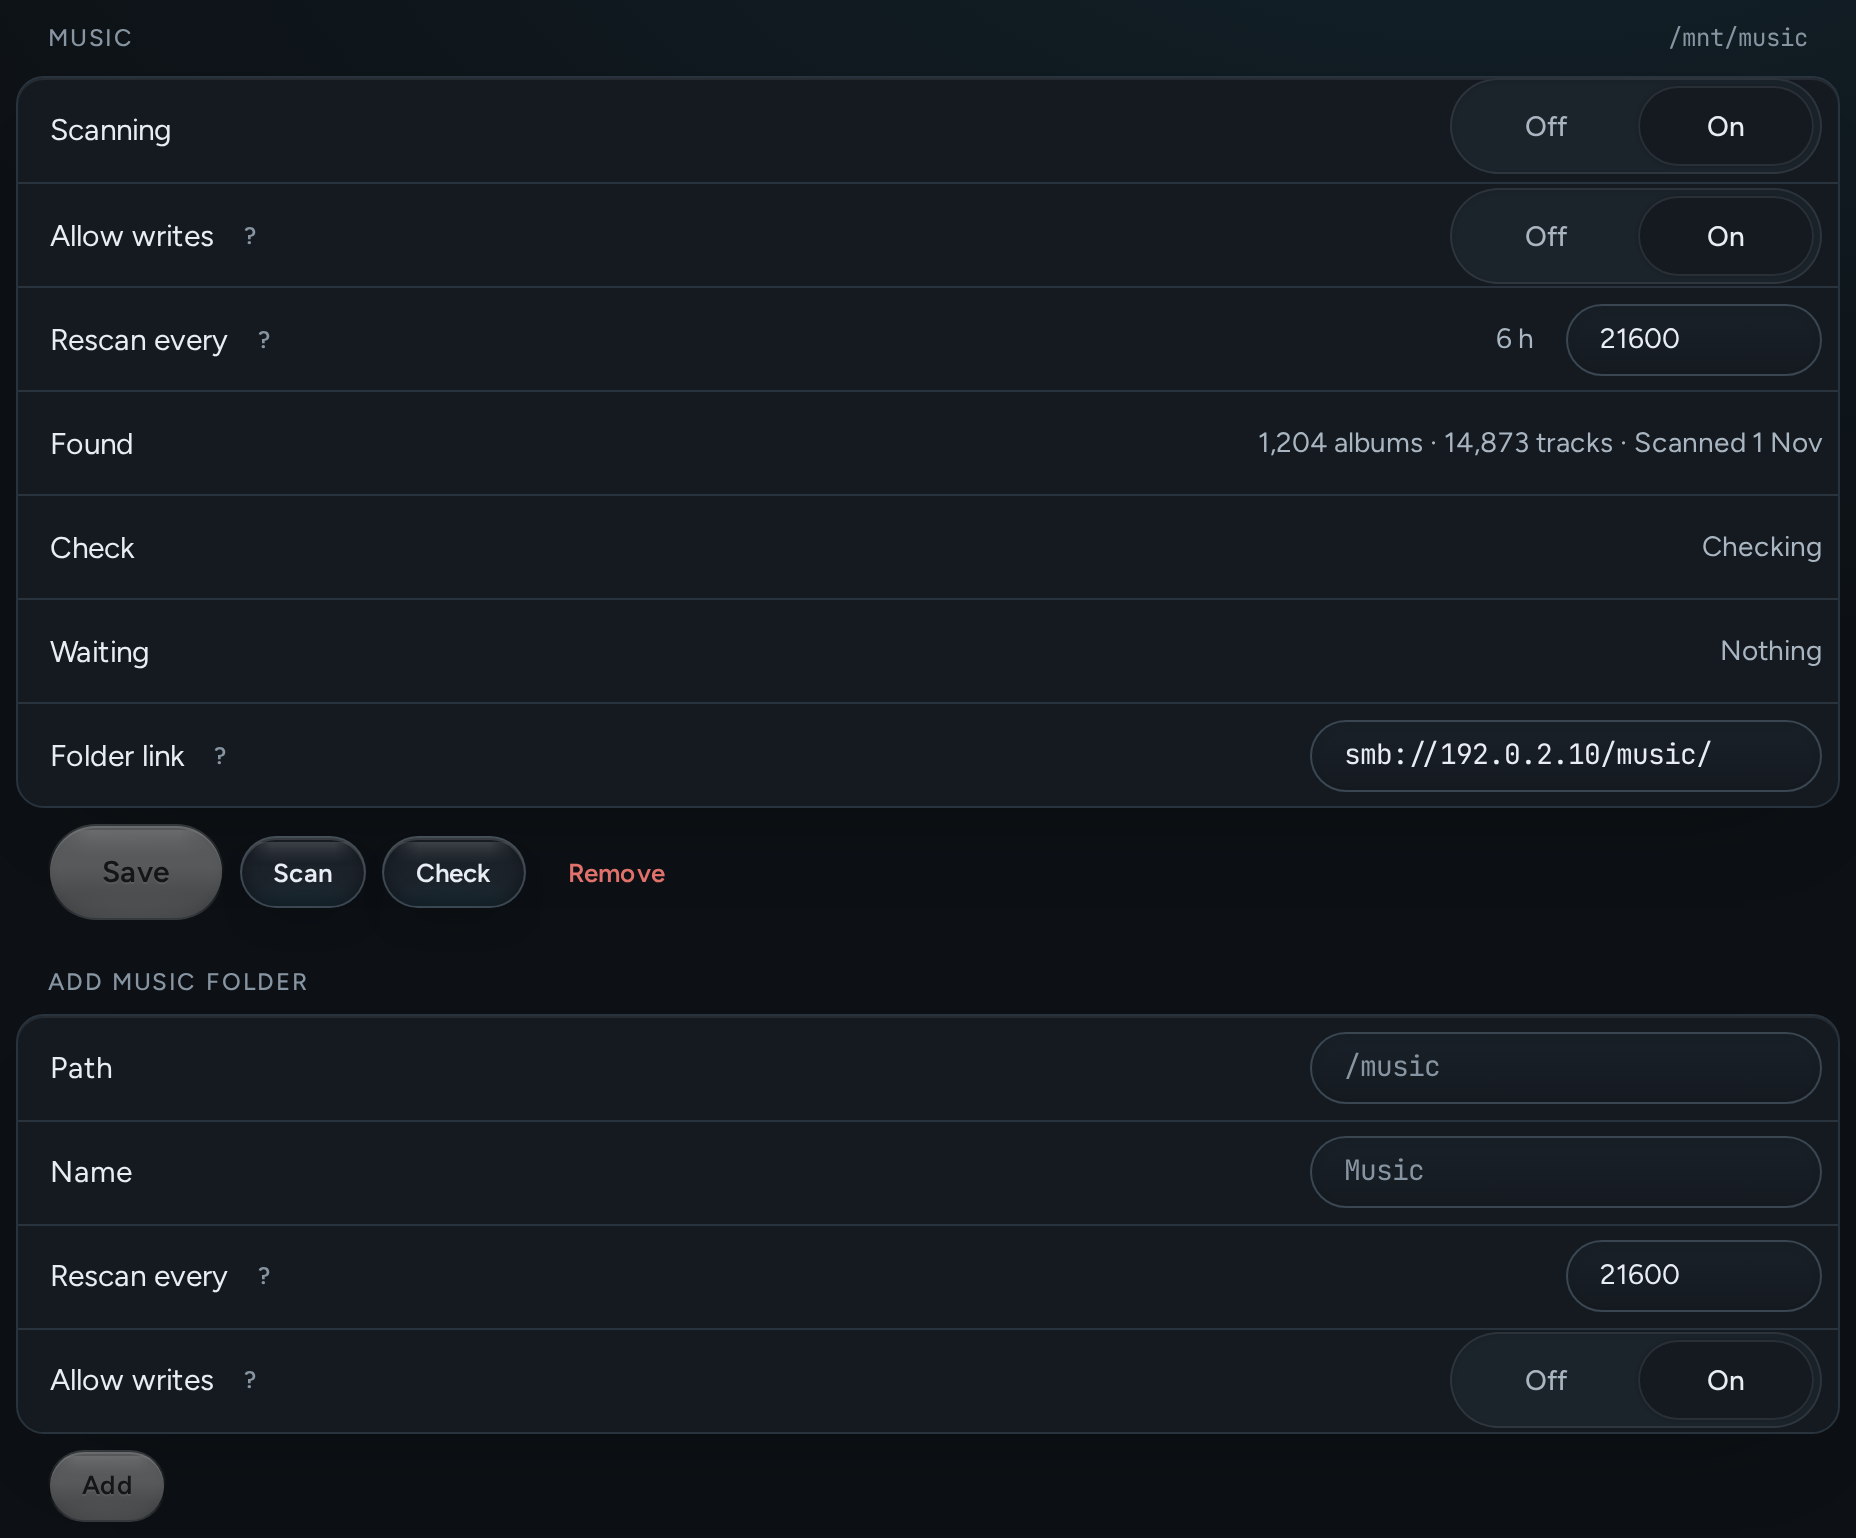 MUSIC /mnt/music
Scanning Off On
Allow writes ? Off On
Rescan every ? 6 h 21600
Found 1,204 albums · 14,873 tracks · Scanned 1 Nov
Check Checking
Waiting Nothing
Folder link ? smb://192.0.2.10/music/
Save Scan Check Remove
ADD MUSIC FOLDER
Path /music
Name Music
Rescan every ? 21600
Allow writes ? Off On
Add